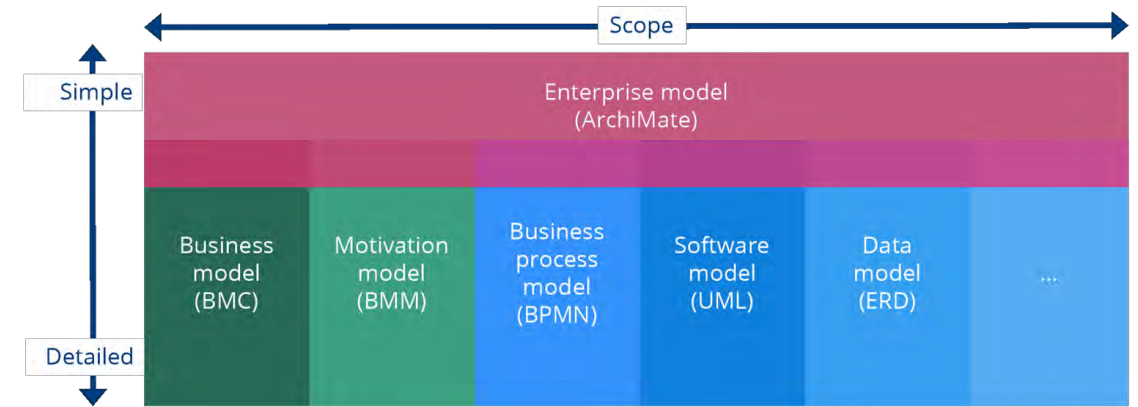 Scope
Simple
Enterprise model
(ArchiMate)
Business
model
(BMC)
Motivation
model
(BMM)
Business
process
model
(BPMN)
Software
model
(UML)
Data
model
(ERD)
...
Detailed